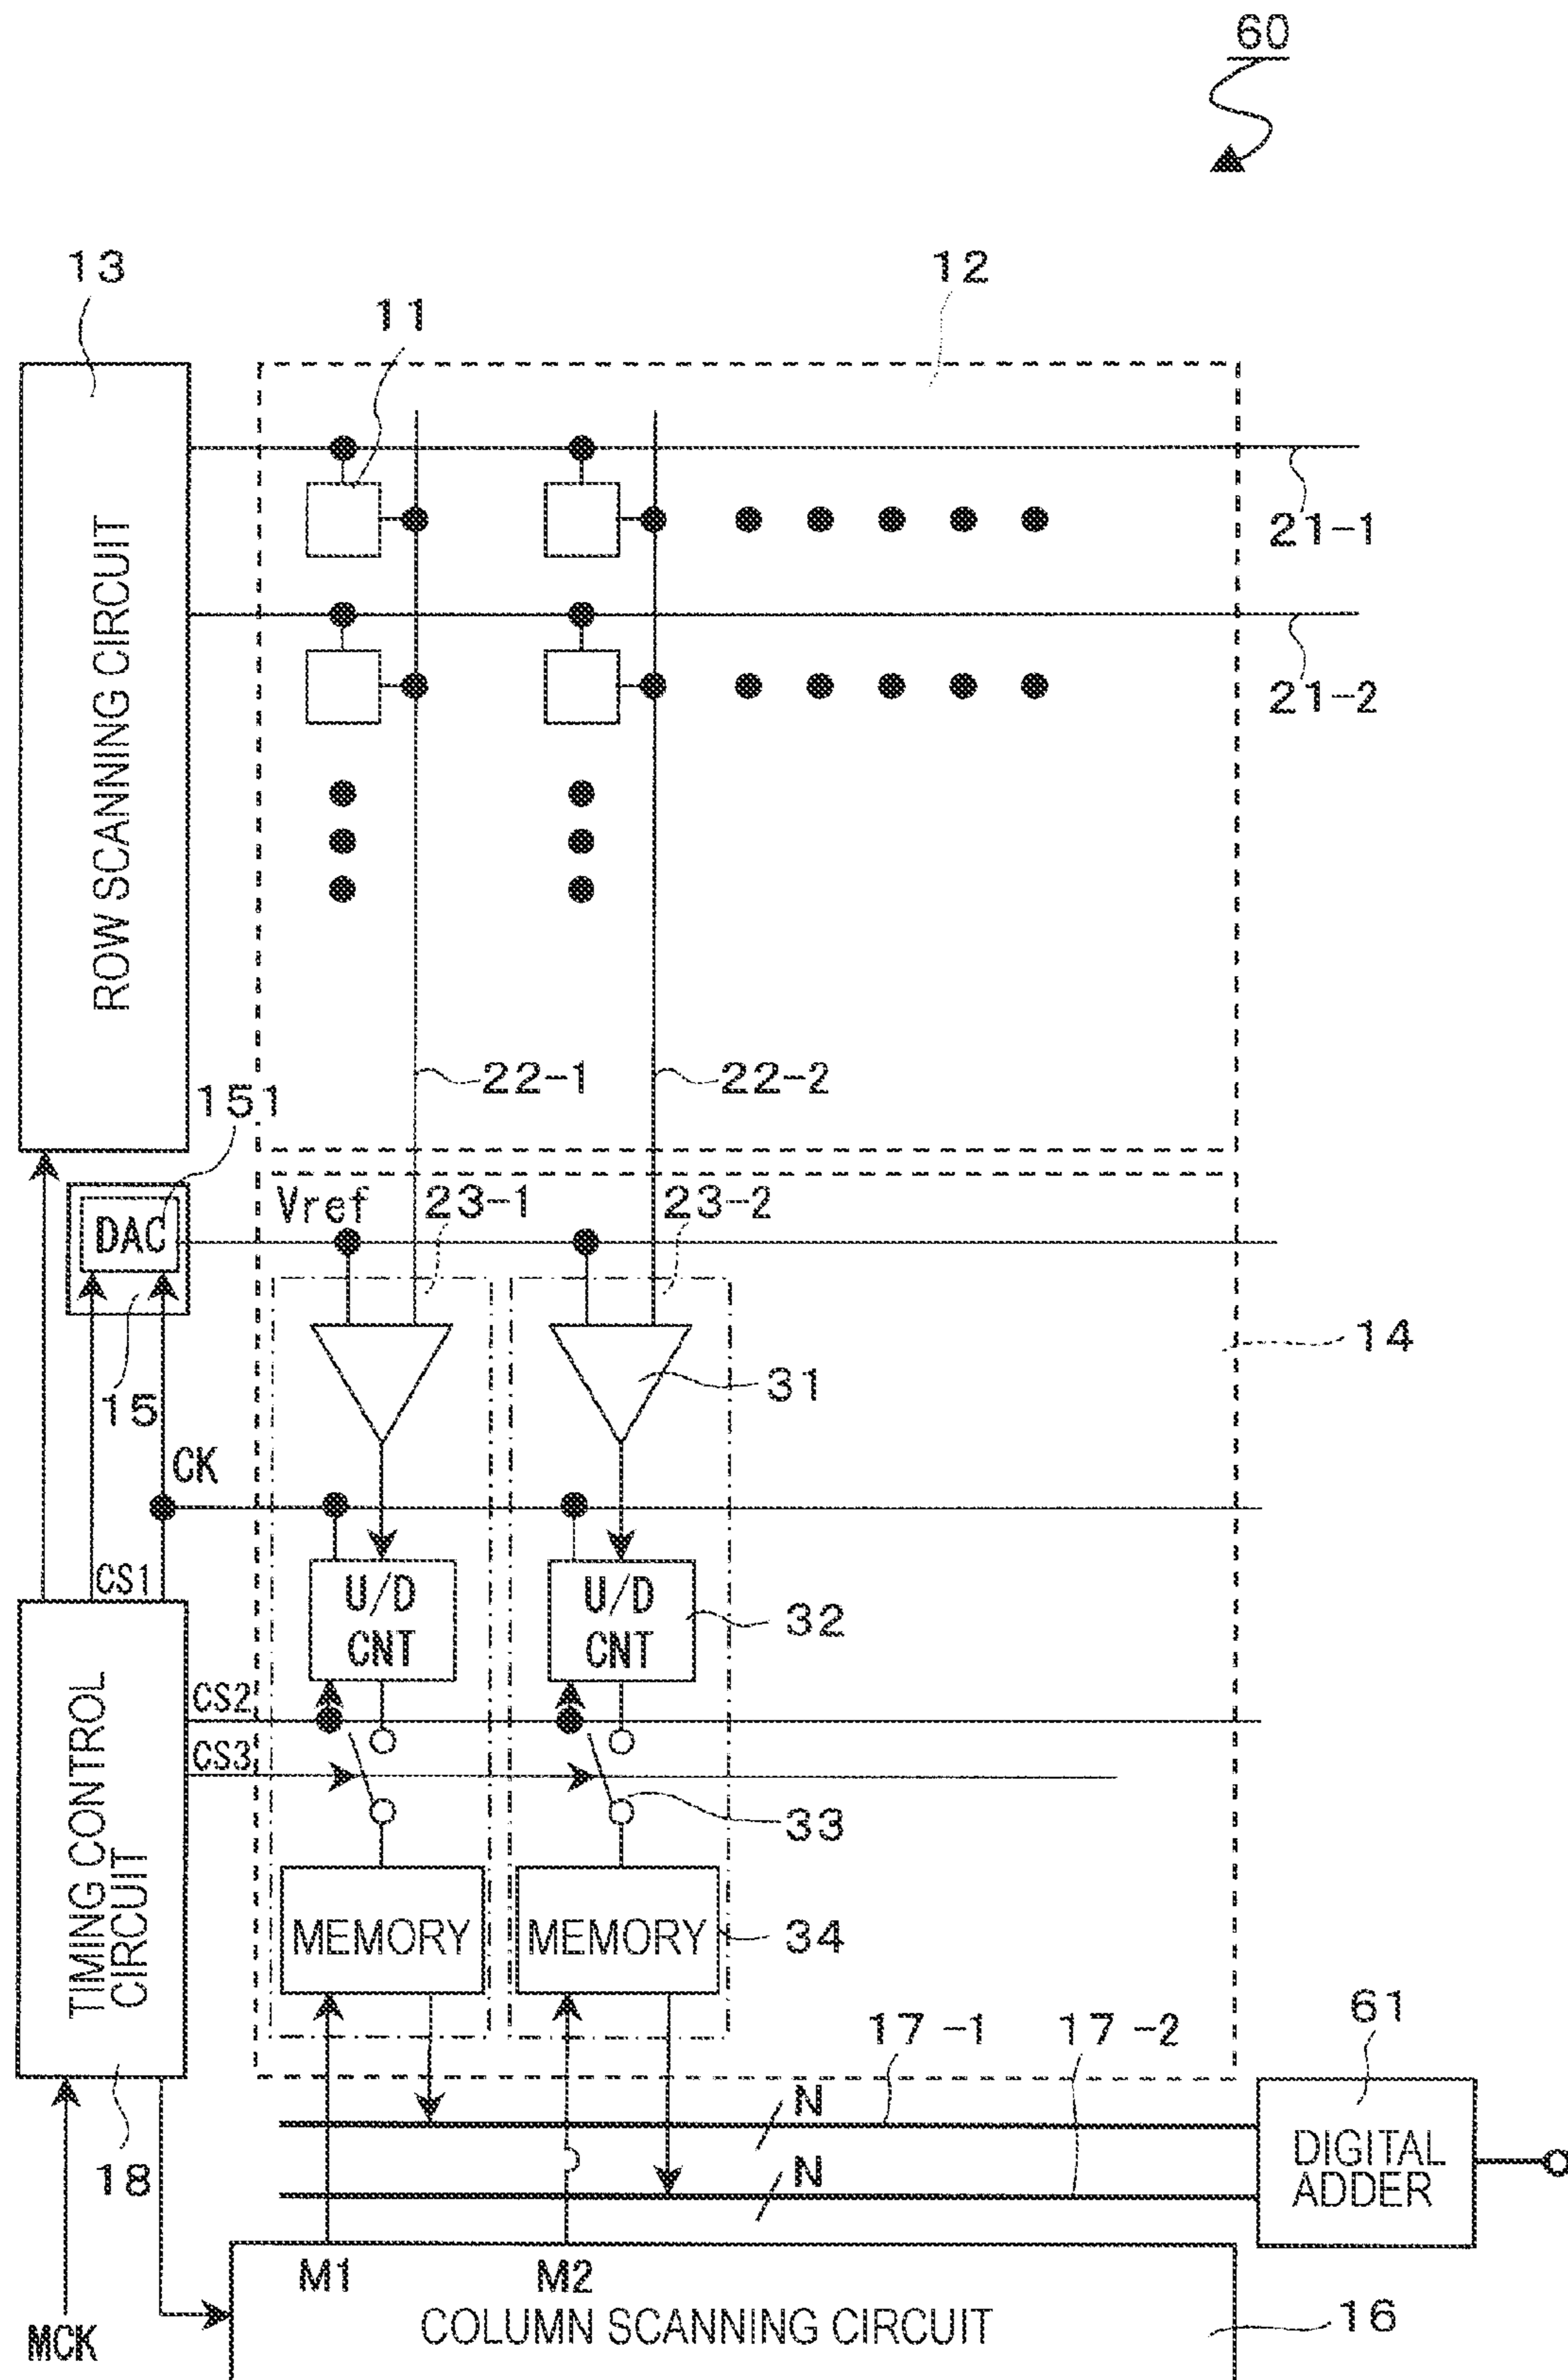 60
13
12
11
ROW SCANNING CIRCUIT
21-1
21-2
22-1
22-2
151
DAC
Vref
23-1
23-2
14
15
31
CK
CS1
U/D
CNT
U/D
CNT
32
CS2
CS3
33
TIMING CONTROL
CIRCUIT
MEMORY
MEMORY
34
61
17-1
17-2
N
N
DIGITAL
ADDER
18
M1
M2
MCK
COLUMN SCANNING CIRCUIT
16